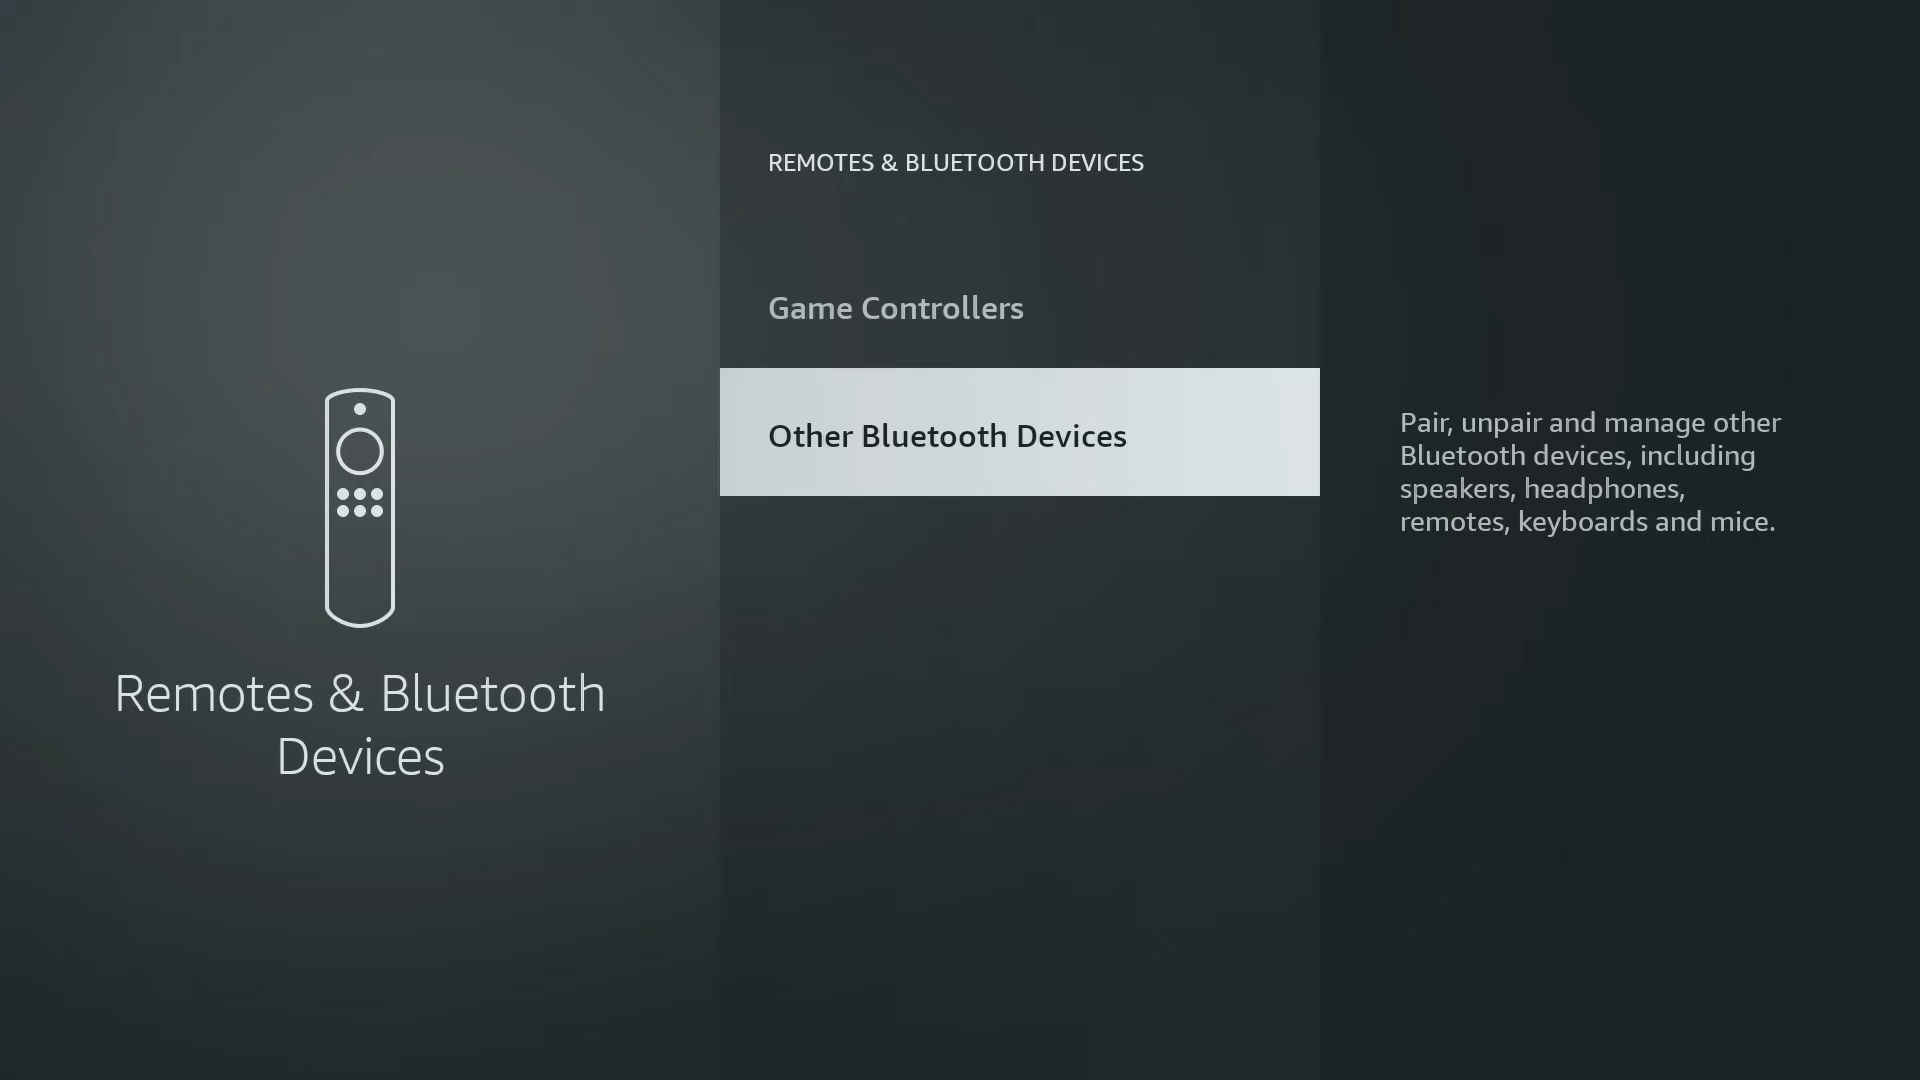 REMOTES & BLUETOOTH DEVICES
Game Controllers
Other Bluetooth Devices
Pair, unpair and manage other
Bluetooth devices, including
speakers, headphones,
remotes, keyboards and mice.
Remotes & Bluetooth
Devices